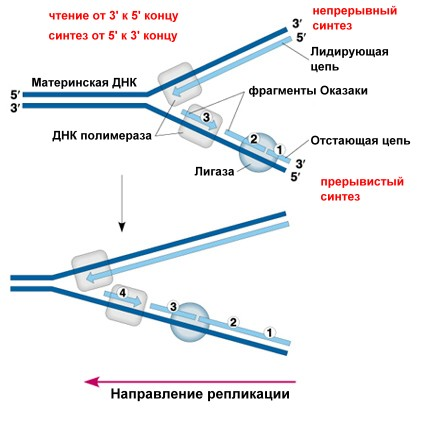 чтение от 3' к 5' концу
синтез от 5' к 3' концу
непрерывный
синтез
3'
5'
Лидирующая
цепь
Материнская ДНК
фрагменты Оказаки
5'
3'
3
ДНК полимераза
2
1
Отстающая цепь
Лигаза
3'
5'
прерывистый
синтез
4
3
2
1
Направление репликации